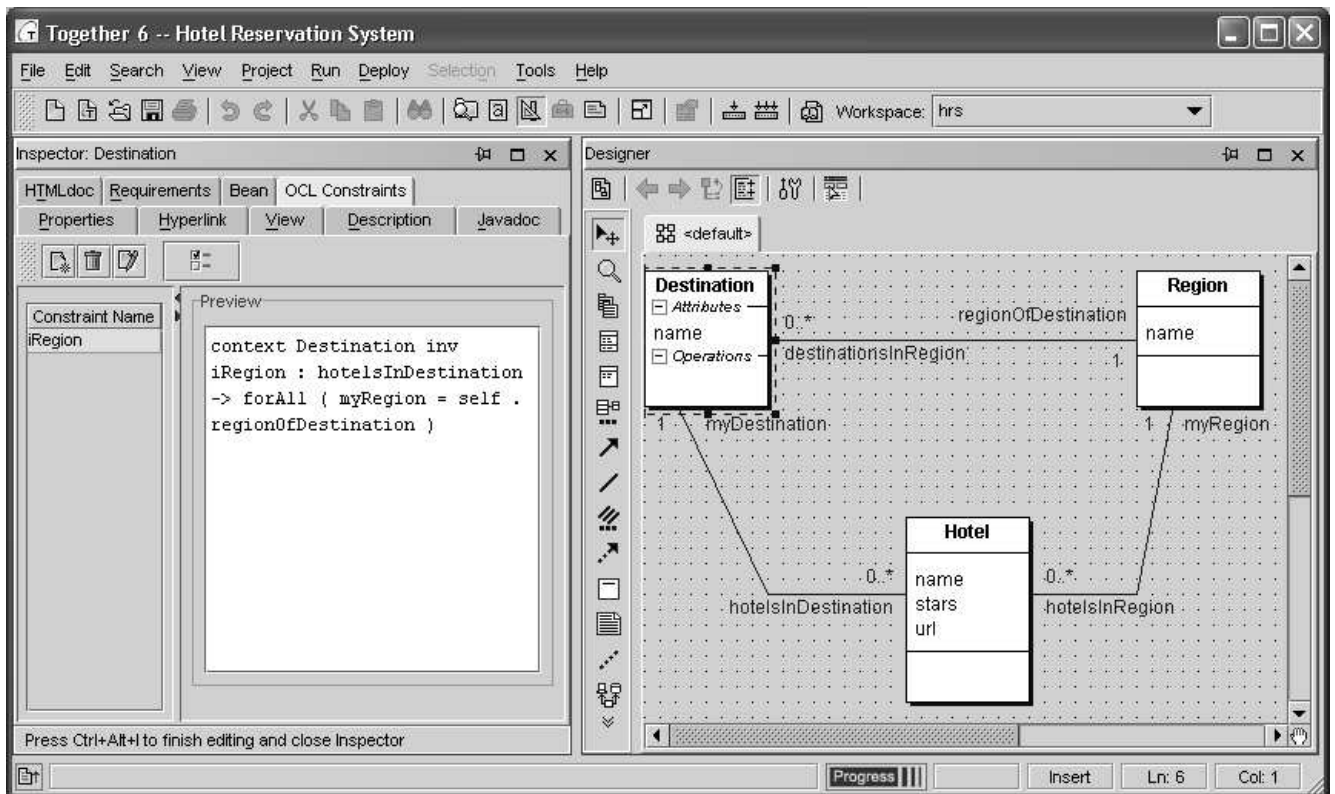 Together 6 -- Hotel Reservation System
File Edit Search View Project Run Deploy Selection Tools Help
Workspace: hrs
Inspector: Destination
HTMLdoc Requirements Bean OCL Constraints
Properties Hyperlink View Description Javadoc
Constraint Name
iRegion
Preview
context Destination inv
iRegion : hotelsInDestination
-> forAll ( myRegion = self .
regionOfDestination )
Press Ctrl+Alt+I to finish editing and close Inspector
Designer
<default>
Destination
Attributes
name
Operations
0..*
regionOfDestination
destinationsInRegion
1
Region
name
1 myDestination
1 myRegion
Hotel
name
stars
url
0..*
hotelsInDestination
0..*
hotelsInRegion
Progress
Insert
Ln: 6
Col: 1